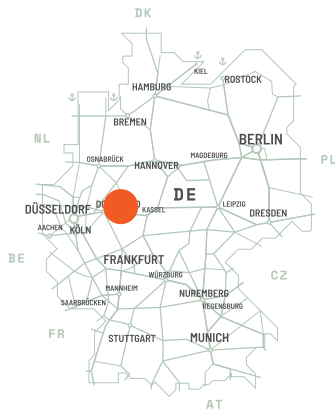 DK
KIEL
ROSTOCK
HAMBURG
BREMEN
NL
BERLIN
OSNABRÜCK
HANNOVER
MAGDEBURG
PL
DE
DÜSSELDORF
KASSEL
LEIPZIG
DRESDEN
AACHEN
KÖLN
BE
FRANKFURT
WÜRZBURG
CZ
MANNHEIM
NUREMBERG
SAARBRÜCKEN
REGENSBURG
FR
STUTTGART
MUNICH
AT